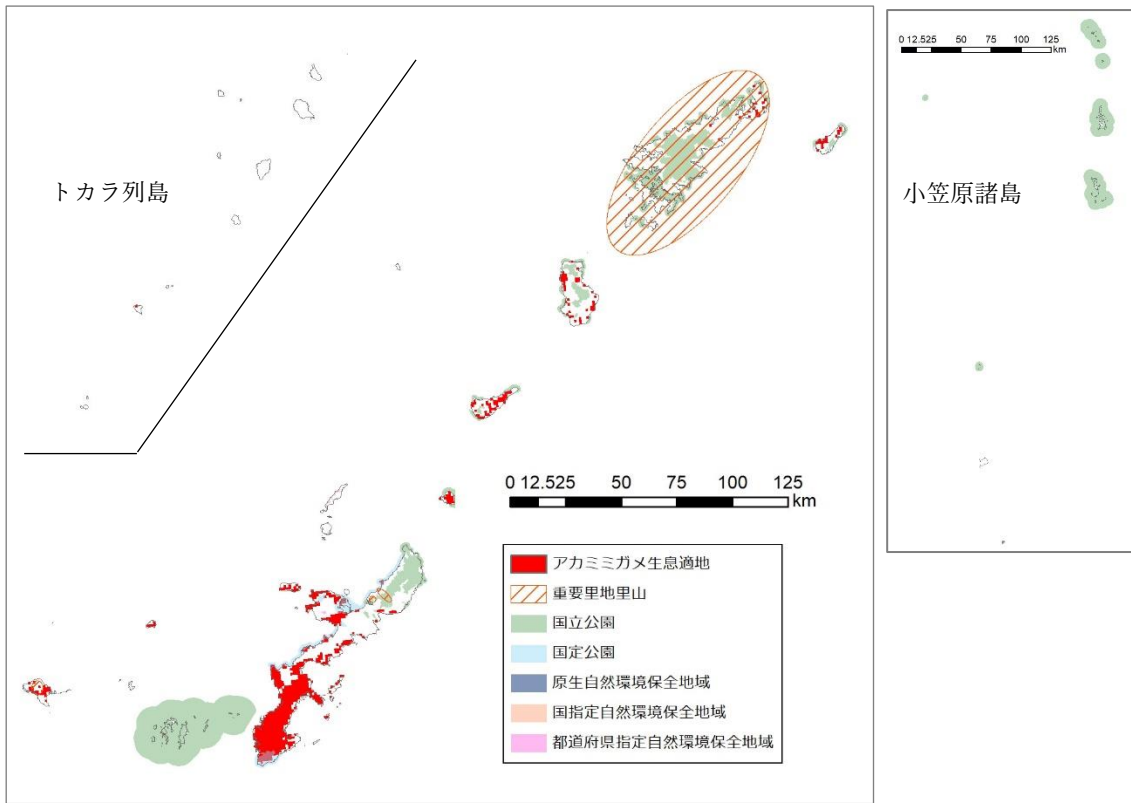 トカラ列島
0 12.525 50 75 100 125
km
アカミミガメ生息適地
重要里地里山
国立公園
国定公園
原生自然環境保全地域
国指定自然環境保全地域
都道府県指定自然環境保全地域
0 12.525 50 75 100 125
km
小笠原諸島